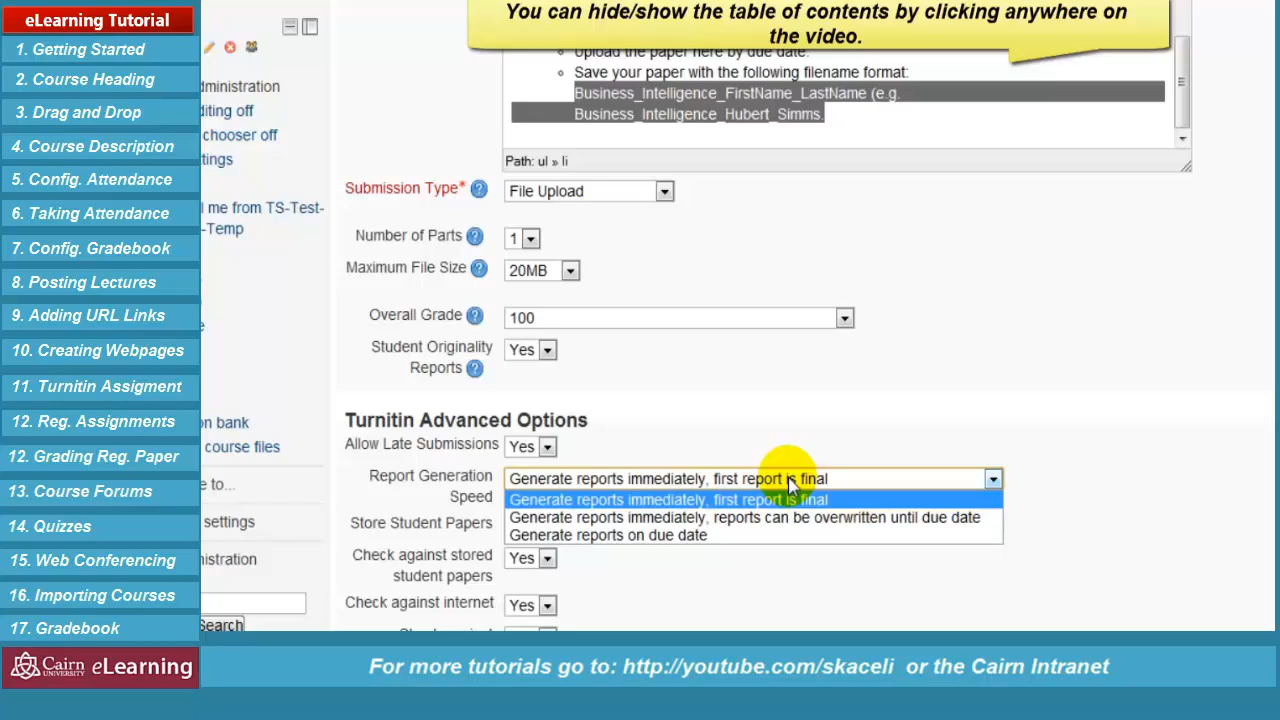 eLearning Tutorial
1. Getting Started
2. Course Heading
3. Drag and Drop
4. Course Description
5. Config. Attendance
6. Taking Attendance
7. Config. Gradebook
8. Posting Lectures
9. Adding URL Links
10. Creating Webpages
11. Turnitin Assigment
12. Reg. Assignments
12. Grading Reg. Paper
13. Course Forums
14. Quizzes
15. Web Conferencing
16. Importing Courses
17. Gradebook
Cairn
UNIVERSITY
eLearning
dministration
diting off
chooser off
ttings
l me from TS-Test-
-Temp
on bank
course files
e to...
settings
nistration
Search
You can hide/show the table of contents by clicking anywhere on
the video.
Upload the paper here by due date.
Save your paper with the following filename format:
Business_Intelligence_FirstName_LastName (e.g.
Business_Intelligence_Hubert_Simms.
Path: ul » li
Submission Type* File Upload
Number of Parts 1
Maximum File Size 20MB
Overall Grade 100
Student Originality
Reports Yes
Turnitin Advanced Options
Allow Late Submissions Yes
Report Generation
Speed Generate reports immediately, first report is final
Generate reports immediately, first report is final
Generate reports immediately, reports can be overwritten until due date
Generate reports on due date
Store Student Papers
Check against stored
student papers Yes
Check against internet Yes
For more tutorials go to: http://youtube.com/skaceli or the Cairn Intranet